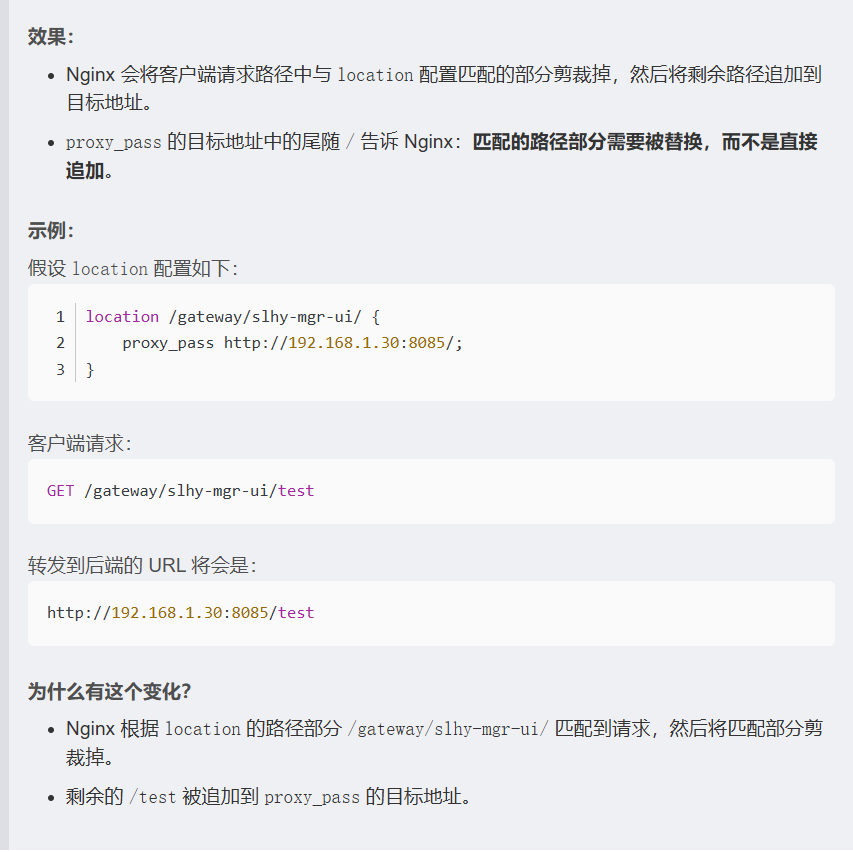 效果：
• Nginx 会将客户端请求路径中与 location 配置匹配的部分剪裁掉，然后将剩余路径追加到
目标地址。
• proxy_pass 的目标地址中的尾随 / 告诉 Nginx：匹配的路径部分需要被替换，而不是直接
追加。
示例：
假设 location 配置如下：
1 location /gateway/slhy-mgr-ui/ {
2     proxy_pass http://192.168.1.30:8085/;
3 }
客户端请求：
GET /gateway/slhy-mgr-ui/test
转发到后端的 URL 将会是：
http://192.168.1.30:8085/test
为什么有这个变化？
• Nginx 根据 location 的路径部分 /gateway/slhy-mgr-ui/ 匹配到请求，然后将匹配部分剪
裁掉。
• 剩余的 /test 被追加到 proxy_pass 的目标地址。